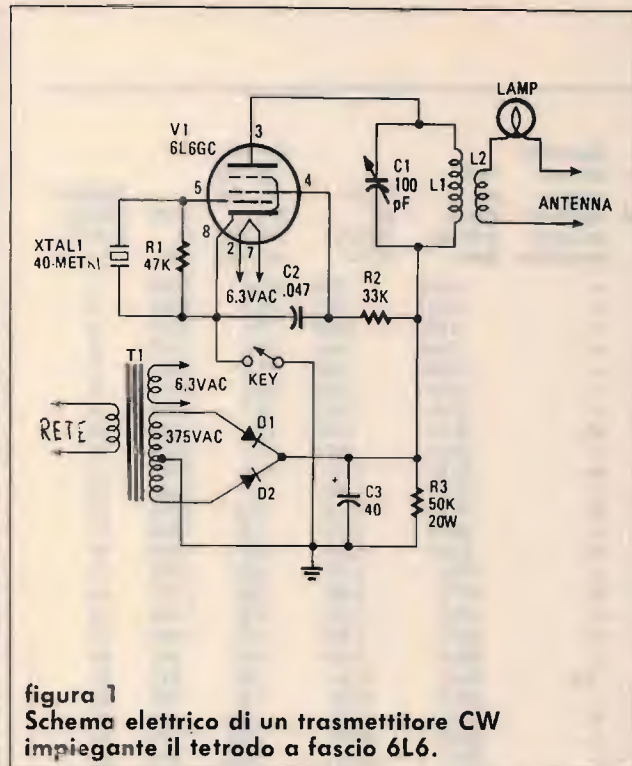 LAMP
V1
6L6GC
3
5
4
8
2
7
C1
100
pF
L1
L2
ANTENNA
XTAL1
R1
47K
C2
.047
R2
33K
6.3VAC
KEY
T1
6.3VAC
RETE
375VAC
D1
D2
+
C3
40
R3
50K
20W
figura 1
Schema elettrico di un trasmettitore CW
impiegante il tetrodo a fascio 6L6.